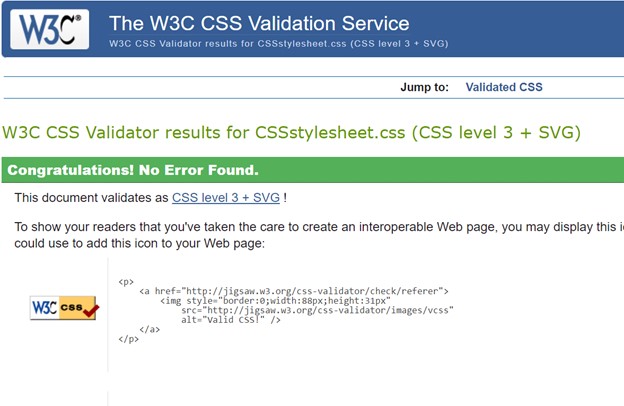 W3C® The W3C CSS Validation Service
W3C CSS Validator results for CSSstylesheet.css (CSS level 3 + SVG)
Jump to: Validated CSS
W3C CSS Validator results for CSSstylesheet.css (CSS level 3 + SVG)
Congratulations! No Error Found.
This document validates as CSS level 3 + SVG !
To show your readers that you've taken the care to create an interoperable Web page, you may display this
could use to add this icon to your Web page:
W3C css
<p>
<a href="http://jigsaw.w3.org/css-validator/check/referer">
<img style="border:0;width:88px;height:31px"
src="http://jigsaw.w3.org/css-validator/images/vcss"
alt="Valid CSS!" />
</a>
</p>